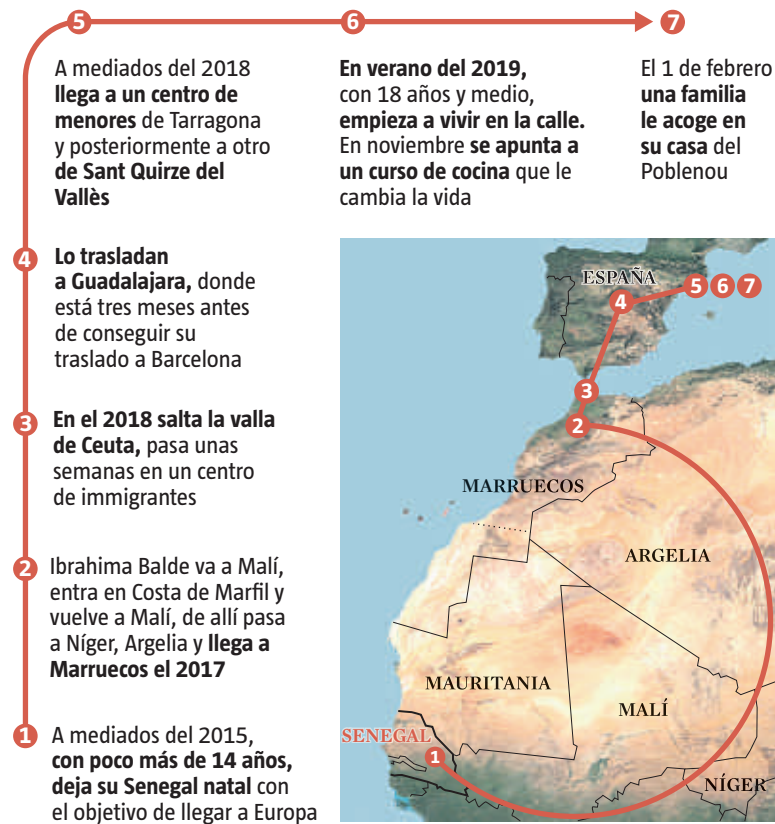 5
6
7
A mediados del 2018
llega a un centro de
menores de Tarragona
y posteriormente a otro
de Sant Quirze del
Vallès
En verano del 2019,
con 18 años y medio,
empieza a vivir en la calle.
En noviembre se apunta a
un curso de cocina que le
cambia la vida
El 1 de febrero
una familia
le acoge en
su casa del
Poblenou
4
Lo trasladan
a Guadalajara, donde
está tres meses antes
de conseguir su
traslado a Barcelona
3
En el 2018 salta la valla
de Ceuta, pasa unas
semanas en un centro
de immigrantes
2
Ibrahima Balde va a Malí,
entra en Costa de Marfil y
vuelve a Malí, de allí pasa
a Níger, Argelia y llega a
Marruecos el 2017
1
A mediados del 2015,
con poco más de 14 años,
deja su Senegal natal con
el objetivo de llegar a Europa
ESPAÑA
5 6 7
4
3
2
MARRUECOS
ARGELIA
MAURITANIA
MALÍ
SENEGAL
1
NÍGER